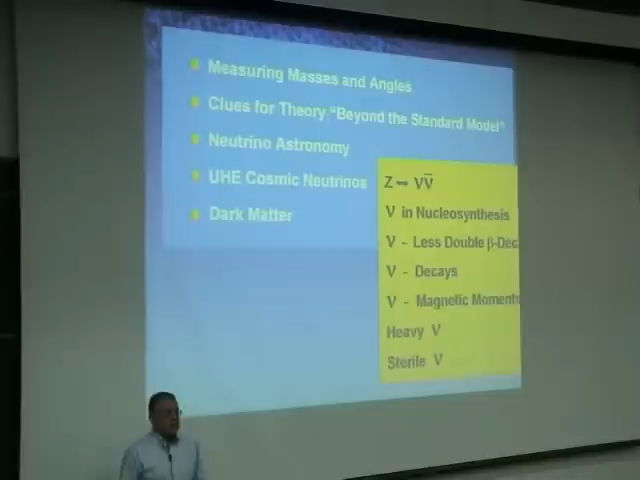 Measuring Masses and Angles
Clues for Theory "Beyond the Standard Model"
Neutrino Astronomy
UHE Cosmic Neutrinos
Dark Matter
Z → νν̅
ν in Nucleosynthesis
ν - Less Double β-Dec
ν - Decays
ν - Magnetic Moment
Heavy ν
Sterile ν